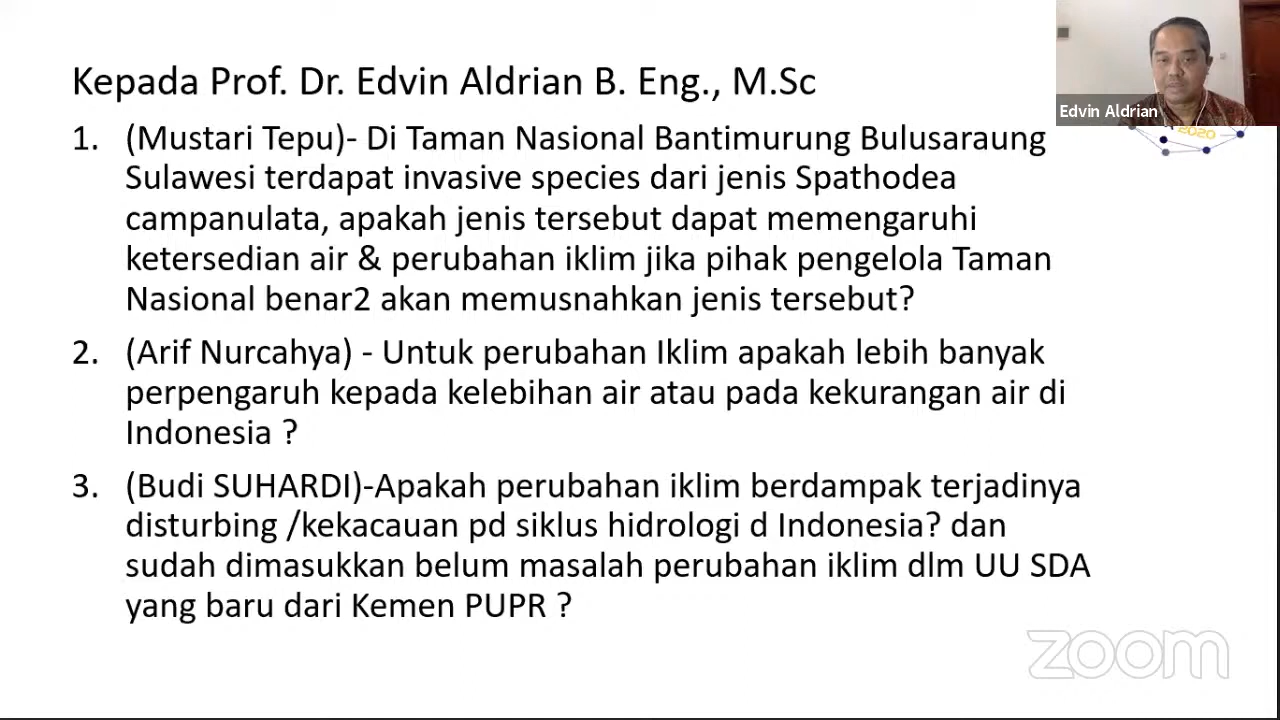 Kepada Prof. Dr. Edvin Aldrian B. Eng., M.Sc
Edvin Aldrian
2020
1. (Mustari Tepu)- Di Taman Nasional Bantimurung Bulusaraung
Sulawesi terdapat invasive species dari jenis Spathodea
campanulata, apakah jenis tersebut dapat memengaruhi
ketersedian air & perubahan iklim jika pihak pengelola Taman
Nasional benar2 akan memusnahkan jenis tersebut?
2. (Arif Nurcahya) - Untuk perubahan Iklim apakah lebih banyak
perpengaruh kepada kelebihan air atau pada kekurangan air di
Indonesia ?
3. (Budi SUHARDI)-Apakah perubahan iklim berdampak terjadinya
disturbing /kekacauan pd siklus hidrologi d Indonesia? dan
sudah dimasukkan belum masalah perubahan iklim dlm UU SDA
yang baru dari Kemen PUPR ?
zoom